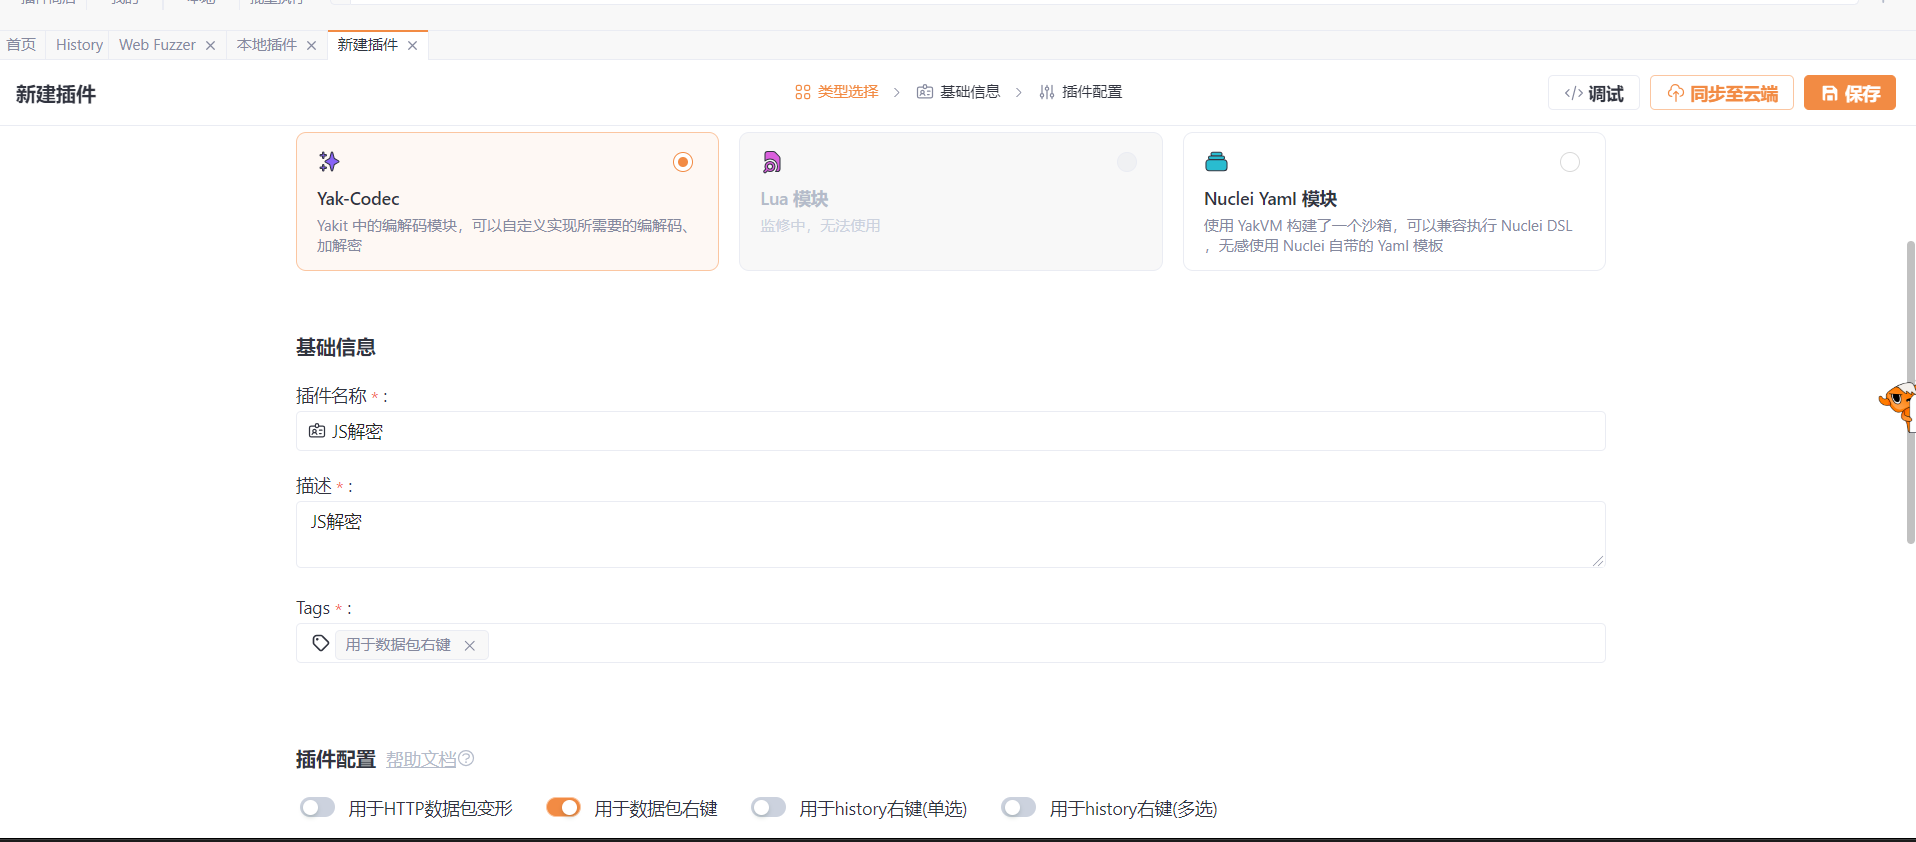 首页 History Web Fuzzer 本地插件 新建插件
新建插件
类型选择 基础信息 插件配置
</> 调试 同步至云端 保存
Yak-Codec
Yakit 中的编解码模块，可以自定义实现所需要的编解码、
加解密
Lua 模块
监修中，无法使用
Nuclei Yaml 模块
使用 YakVM 构建了一个沙箱，可以兼容执行 Nuclei DSL
，无感使用 Nuclei 自带的 Yaml 模板
基础信息
插件名称 * :
JS解密
描述 * :
JS解密
Tags * :
用于数据包右键
插件配置 帮助文档
用于HTTP数据包变形 用于数据包右键 用于history右键(单选) 用于history右键(多选)